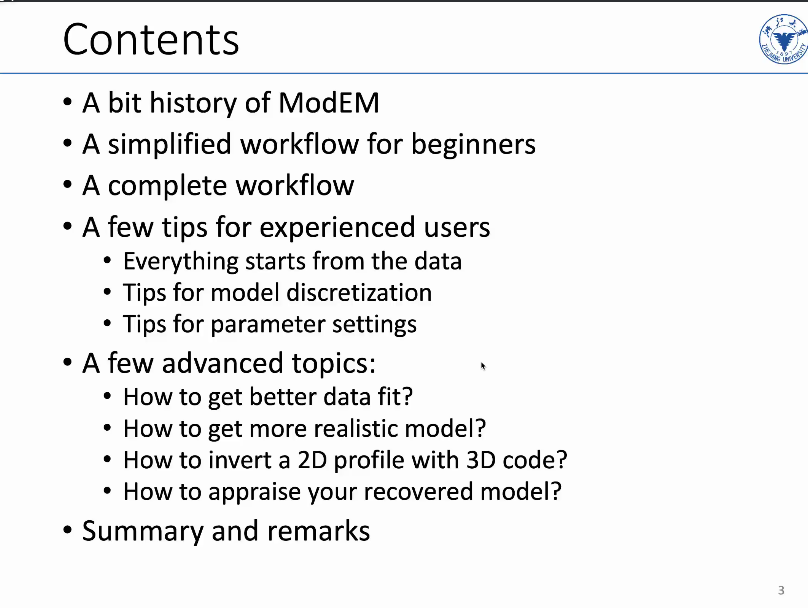 Contents
• A bit history of ModEM
• A simplified workflow for beginners
• A complete workflow
• A few tips for experienced users
• Everything starts from the data
• Tips for model discretization
• Tips for parameter settings
• A few advanced topics:
• How to get better data fit?
• How to get more realistic model?
• How to invert a 2D profile with 3D code?
• How to appraise your recovered model?
• Summary and remarks
3